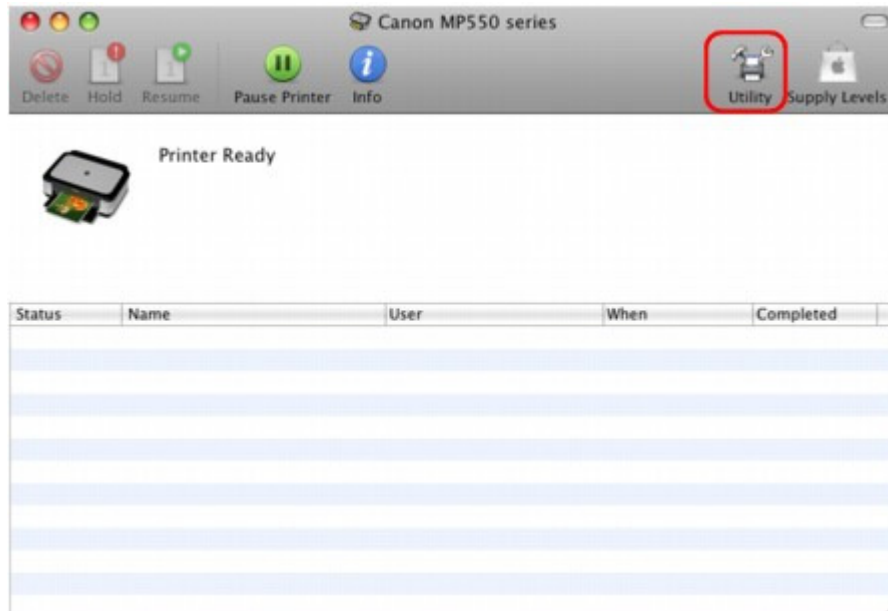 Canon MP550 series
Delete Hold Resume Pause Printer Info Utility Supply Levels
Printer Ready
Status Name User When Completed